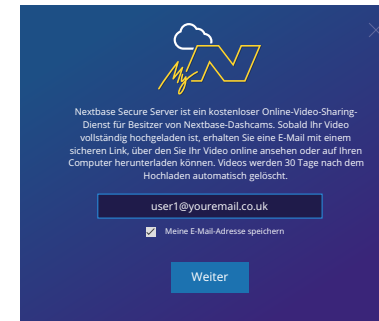 My N
Nextbase Secure Server ist ein kostenloser Online-Video-Sharing-
Dienst für Besitzer von Nextbase-Dashcams. Sobald Ihr Video
vollständig hochgeladen ist, erhalten Sie eine E-Mail mit einem
sicheren Link, über den Sie Ihr Video online ansehen oder auf Ihren
Computer herunterladen können. Videos werden 30 Tage nach dem
Hochladen automatisch gelöscht.
user1@youremail.co.uk
Meine E-Mail-Adresse speichern
Weiter